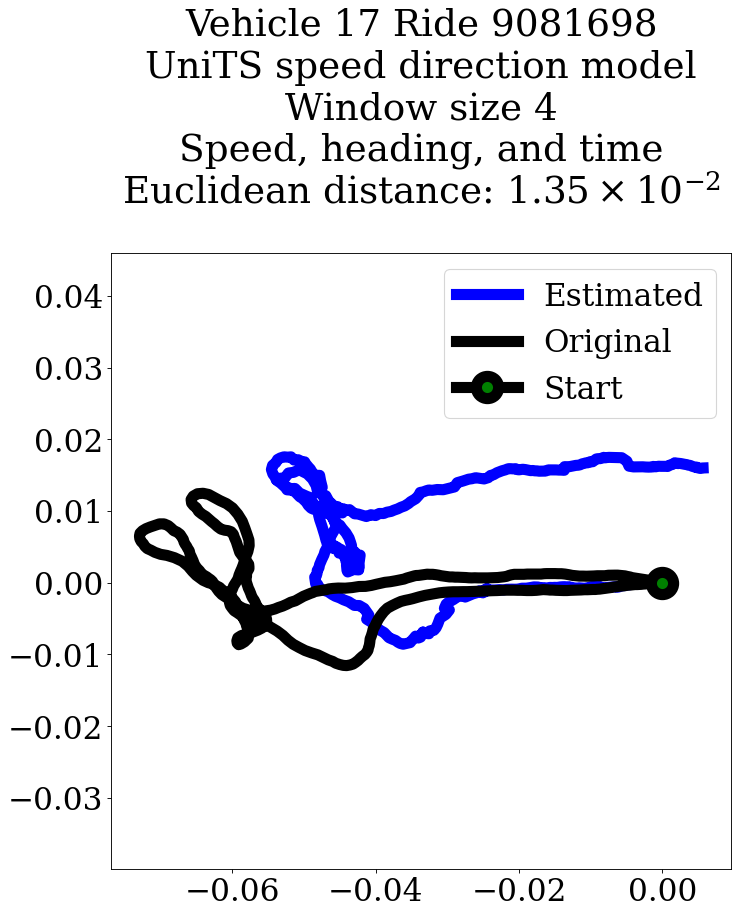 Vehicle 17 Ride 9081698
UniTS speed direction model
Window size 4
Speed, heading, and time
Euclidean distance: 1.35 × 10⁻²
Estimated
Original
Start
0.04
0.03
0.02
0.01
0.00
−0.01
−0.02
−0.03
−0.06
−0.04
−0.02
0.00